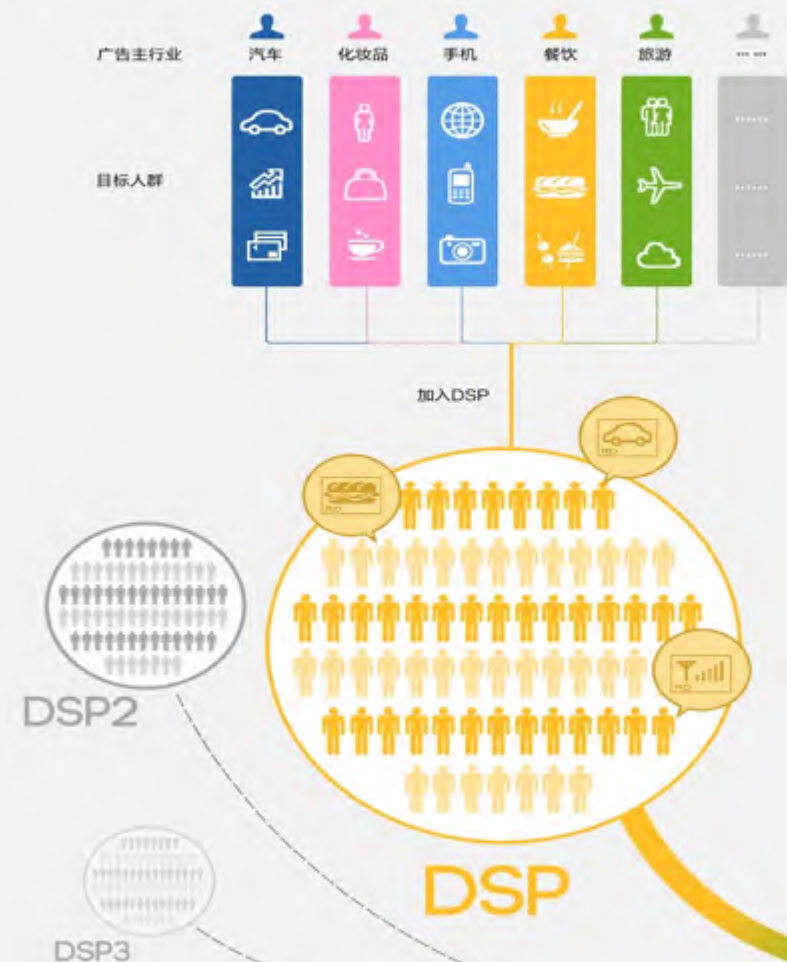 广告主行业 汽车 化妆品 手机 餐饮 旅游 ... ...
目标人群
......
......
......
加入DSP
DSP2
DSP
DSP3